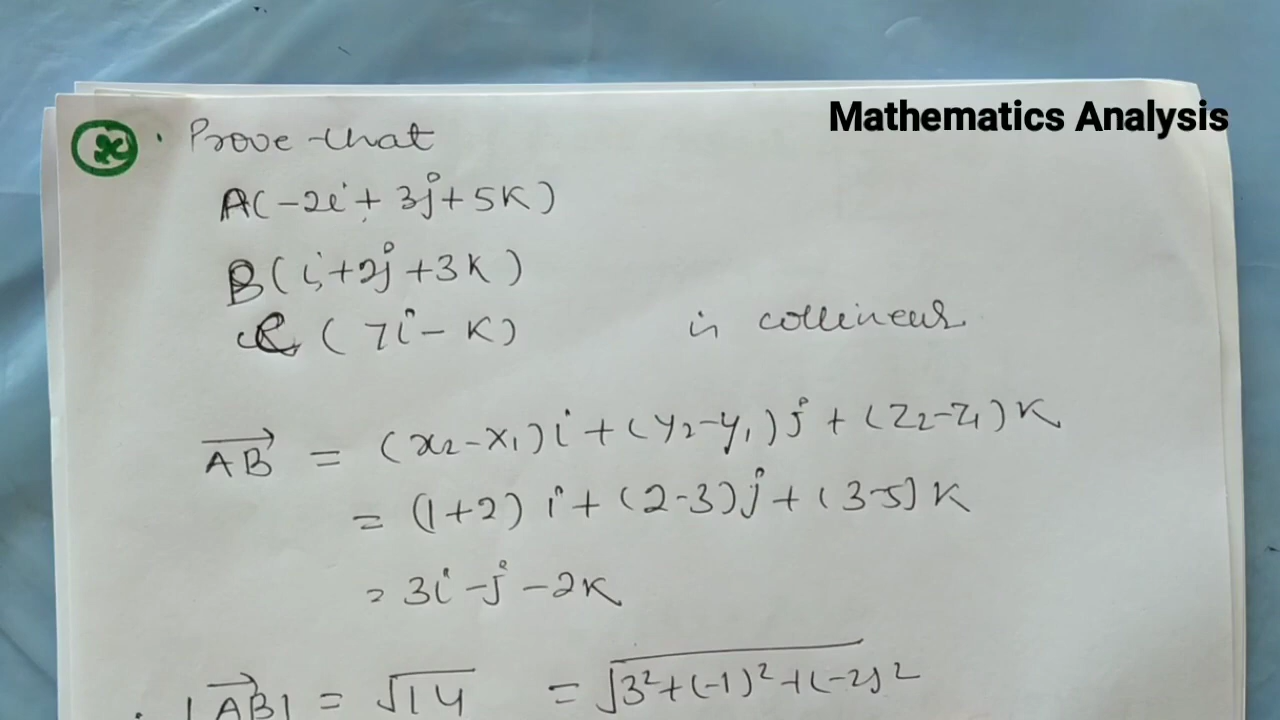 Mathematics Analysis
Prove that
A(-2i + 3j + 5k)
B(i + 2j + 3k)
C(7i - k) is collinear
AB = (x₂-x₁)i + (y₂-y₁)j + (z₂-z₁)k
= (1+2)i + (2-3)j + (3-5)k
= 3i - j - 2k
|AB| = √14 = √3²+(-1)²+(-2)²